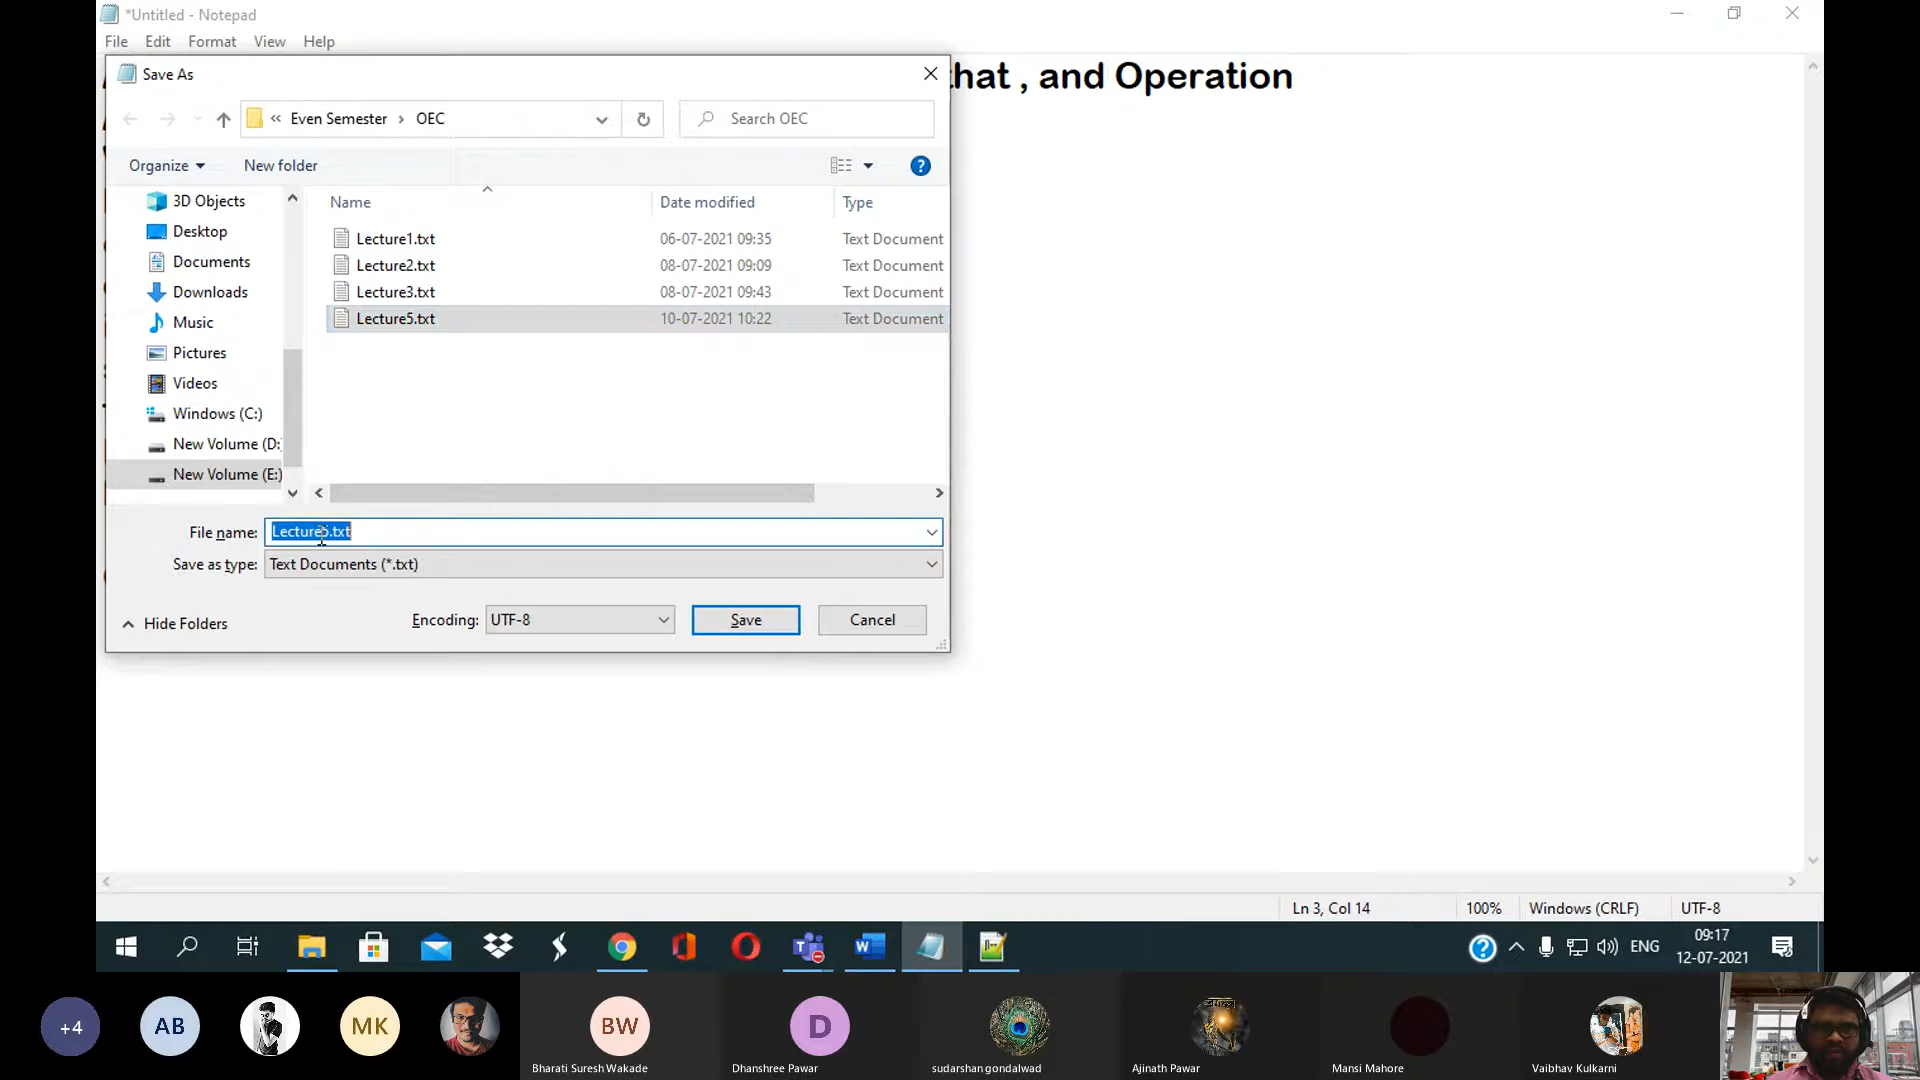 *Untitled - Notepad
File Edit Format View Help
that , and Operation
Save As
Even Semester OEC
Search OEC
Organize New folder
3D Objects
Desktop
Documents
Downloads
Music
Pictures
Videos
Windows (C:)
New Volume (D:
New Volume (E:)
Name Date modified Type
Lecture1.txt 06-07-2021 09:35 Text Document
Lecture2.txt 08-07-2021 09:09 Text Document
Lecture3.txt 08-07-2021 09:43 Text Document
Lecture5.txt 10-07-2021 10:22 Text Document
File name: Lecture5.txt
Save as type: Text Documents (*.txt)
Hide Folders Encoding: UTF-8 Save Cancel
Ln 3, Col 14 100% Windows (CRLF) UTF-8
ENG 09:17
12-07-2021
+4 AB MK BW D
Bharati Suresh Wakade Dhanshree Pawar sudarshan gondalwad Ajinath Pawar Mansi Mahore Vaibhav Kulkarni